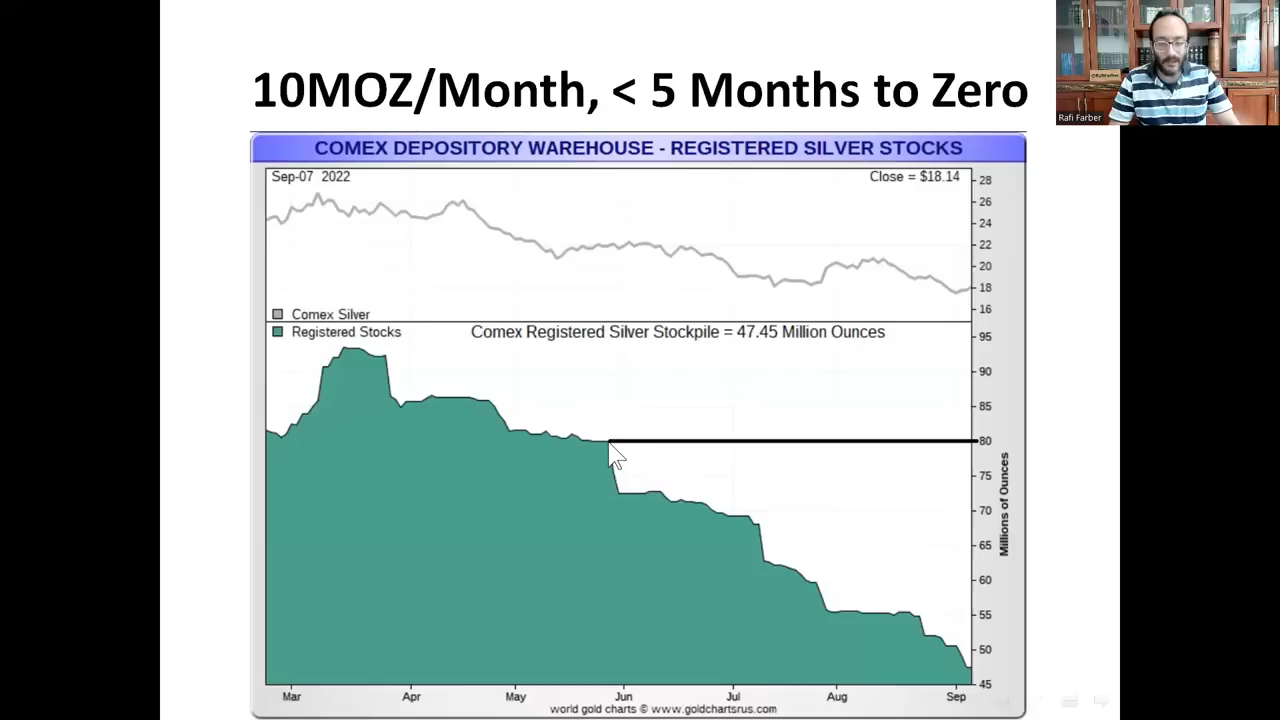 10MOZ/Month, < 5 Months to Zero
Rafi Farber
COMEX DEPOSITORY WAREHOUSE - REGISTERED SILVER STOCKS
Sep-07 2022
Close = $18.14
28
26
24
22
20
18
16
Comex Silver
Registered Stocks
Comex Registered Silver Stockpile = 47.45 Million Ounces
95
90
85
80
75
70
65
60
55
50
45
Millions of Ounces
Mar Apr May Jun Jul Aug Sep
world gold charts © www.goldchartsrus.com